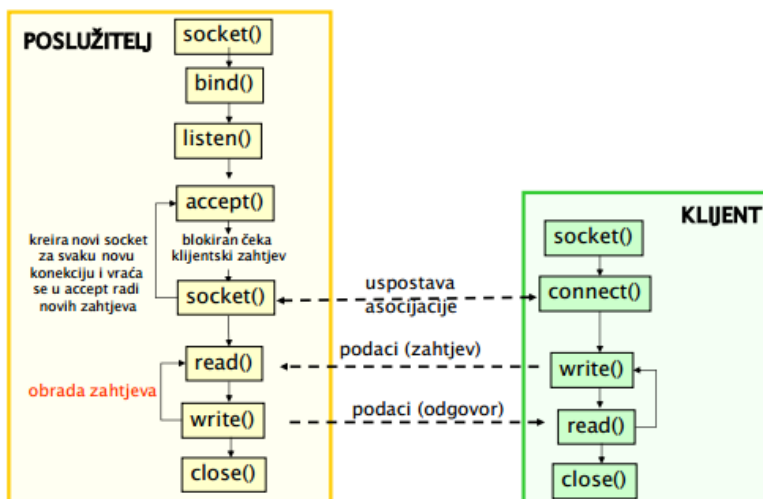 POSLUŽITELJ
socket()
bind()
listen()
accept()
kreira novi socket
za svaku novu
konekciju i vraća
se u accept radi
novih zahtjeva
blokiran čeka
klijentski zahtjev
socket()
read()
obrada zahtjeva
write()
close()
uspostava
asocijacije
podaci (zahtjev)
podaci (odgovor)
KLIJENT
socket()
connect()
write()
read()
close()